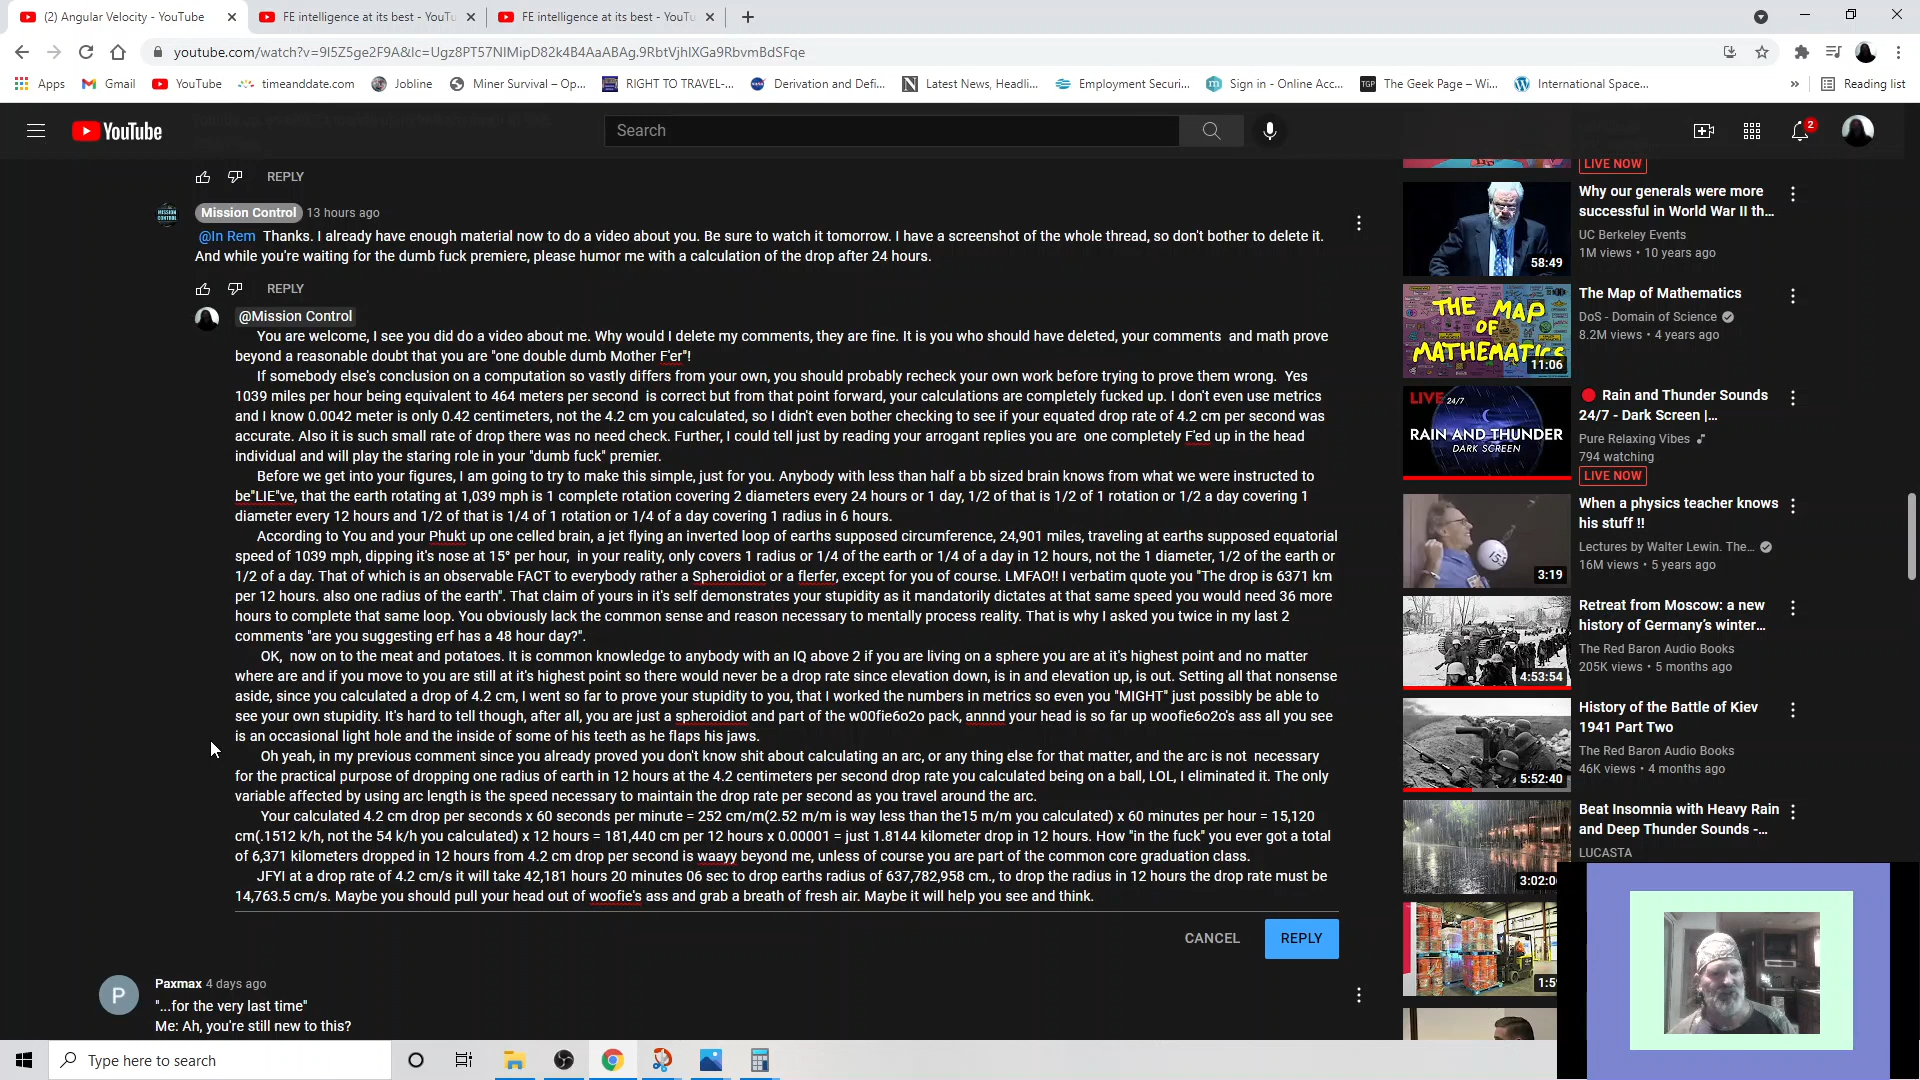 (2) Angular Velocity - YouTube
FE intelligence at its best - YouTu
FE intelligence at its best - YouTu
youtube.com/watch?v=9I5Z5ge2F9A&lc=Ugz8PT57NlMipD82k4B4AaABAg.9RbtVjhlXGa9RbvmBdSFqe
Apps
Gmail
YouTube
timeanddate.com
Jobline
Miner Survival – Op...
RIGHT TO TRAVEL-...
Derivation and Defi...
Latest News, Headli...
Employment Securi...
Sign in - Online Acc...
The Geek Page – Wi...
International Space...
»
Reading list
YouTube
Search
2
REPLY
Mission Control 13 hours ago
@In Rem Thanks. I already have enough material now to do a video about you. Be sure to watch it tomorrow. I have a screenshot of the whole thread, so don't bother to delete it.
And while you're waiting for the dumb fuck premiere, please humor me with a calculation of the drop after 24 hours.
REPLY
@Mission Control
You are welcome, I see you did do a video about me. Why would I delete my comments, they are fine. It is you who should have deleted, your comments and math prove
beyond a reasonable doubt that you are "one double dumb Mother F'er"!
If somebody else's conclusion on a computation so vastly differs from your own, you should probably recheck your own work before trying to prove them wrong. Yes
1039 miles per hour being equivalent to 464 meters per second is correct but from that point forward, your calculations are completely fucked up. I don't even use metrics
and I know 0.0042 meter is only 0.42 centimeters, not the 4.2 cm you calculated, so I didn't even bother checking to see if your equated drop rate of 4.2 cm per second was
accurate. Also it is such small rate of drop there was no need check. Further, I could tell just by reading your arrogant replies you are one completely F'ed up in the head
individual and will play the staring role in your "dumb fuck" premier.
Before we get into your figures, I am going to try to make this simple, just for you. Anybody with less than half a bb sized brain knows from what we were instructed to
be"LIE"ve, that the earth rotating at 1,039 mph is 1 complete rotation covering 2 diameters every 24 hours or 1 day, 1/2 of that is 1/2 of 1 rotation or 1/2 a day covering 1
diameter every 12 hours and 1/2 of that is 1/4 of 1 rotation or 1/4 of a day covering 1 radius in 6 hours.
According to You and your Phukt up one celled brain, a jet flying an inverted loop of earths supposed circumference, 24,901 miles, traveling at earths supposed equatorial
speed of 1039 mph, dipping it's nose at 15° per hour, in your reality, only covers 1 radius or 1/4 of the earth or 1/4 of a day in 12 hours, not the 1 diameter, 1/2 of the earth or
1/2 of a day. That of which is an observable FACT to everybody rather a Spheroidiot or a flerfer, except for you of course. LMFAO!! I verbatim quote you "The drop is 6371 km
per 12 hours. also one radius of the earth". That claim of yours in it's self demonstrates your stupidity as it mandatorily dictates at that same speed you would need 36 more
hours to complete that same loop. You obviously lack the common sense and reason necessary to mentally process reality. That is why I asked you twice in my last 2
comments "are you suggesting erf has a 48 hour day?".
OK, now on to the meat and potatoes. It is common knowledge to anybody with an IQ above 2 if you are living on a sphere you are at it's highest point and no matter
where are and if you move to you are still at it's highest point so there would never be a drop rate since elevation down, is in and elevation up, is out. Setting all that nonsense
aside, since you calculated a drop of 4.2 cm, I went so far to prove your stupidity to you, that I worked the numbers in metrics so even you "MIGHT" just possibly be able to
see your own stupidity. It's hard to tell though, after all, you are just a spheroidiot and part of the w00fie6o2o pack, annnd your head is so far up woofie6o2o's ass all you see
is an occasional light hole and the inside of some of his teeth as he flaps his jaws.
Oh yeah, in my previous comment since you already proved you don't know shit about calculating an arc, or any thing else for that matter, and the arc is not necessary
for the practical purpose of dropping one radius of earth in 12 hours at the 4.2 centimeters per second drop rate you calculated being on a ball, LOL, I eliminated it. The only
variable affected by using arc length is the speed necessary to maintain the drop rate per second as you travel around the arc.
Your calculated 4.2 cm drop per seconds x 60 seconds per minute = 252 cm/m(2.52 m/m is way less than the15 m/m you calculated) x 60 minutes per hour = 15,120
cm(.1512 k/h, not the 54 k/h you calculated) x 12 hours = 181,440 cm per 12 hours x 0.00001 = just 1.8144 kilometer drop in 12 hours. How "in the fuck" you ever got a total
of 6,371 kilometers dropped in 12 hours from 4.2 cm drop per second is waayy beyond me, unless of course you are part of the common core graduation class.
JFYI at a drop rate of 4.2 cm/s it will take 42,181 hours 20 minutes 06 sec to drop earths radius of 637,782,958 cm., to drop the radius in 12 hours the drop rate must be
14,763.5 cm/s. Maybe you should pull your head out of woofie's ass and grab a breath of fresh air. Maybe it will help you see and think.
CANCEL
REPLY
P
Paxmax 4 days ago
"...for the very last time"
Me: Ah, you're still new to this?
LIVE NOW
Why our generals were more
successful in World War II th...
UC Berkeley Events
1M views • 10 years ago
58:49
THE MAP
OF
MATHEMATICS
11:06
The Map of Mathematics
DoS - Domain of Science
8.2M views • 4 years ago
LIVE 24/7
RAIN AND THUNDER
DARK SCREEN
Rain and Thunder Sounds
24/7 - Dark Screen |...
Pure Relaxing Vibes
794 watching
LIVE NOW
When a physics teacher knows
his stuff !!
Lectures by Walter Lewin. The...
16M views • 5 years ago
3:19
Retreat from Moscow: a new
history of Germany's winter...
The Red Baron Audio Books
205K views • 5 months ago
4:53:54
History of the Battle of Kiev
1941 Part Two
The Red Baron Audio Books
46K views • 4 months ago
5:52:40
Beat Insomnia with Heavy Rain
and Deep Thunder Sounds -...
LUCASTA
Type here to search